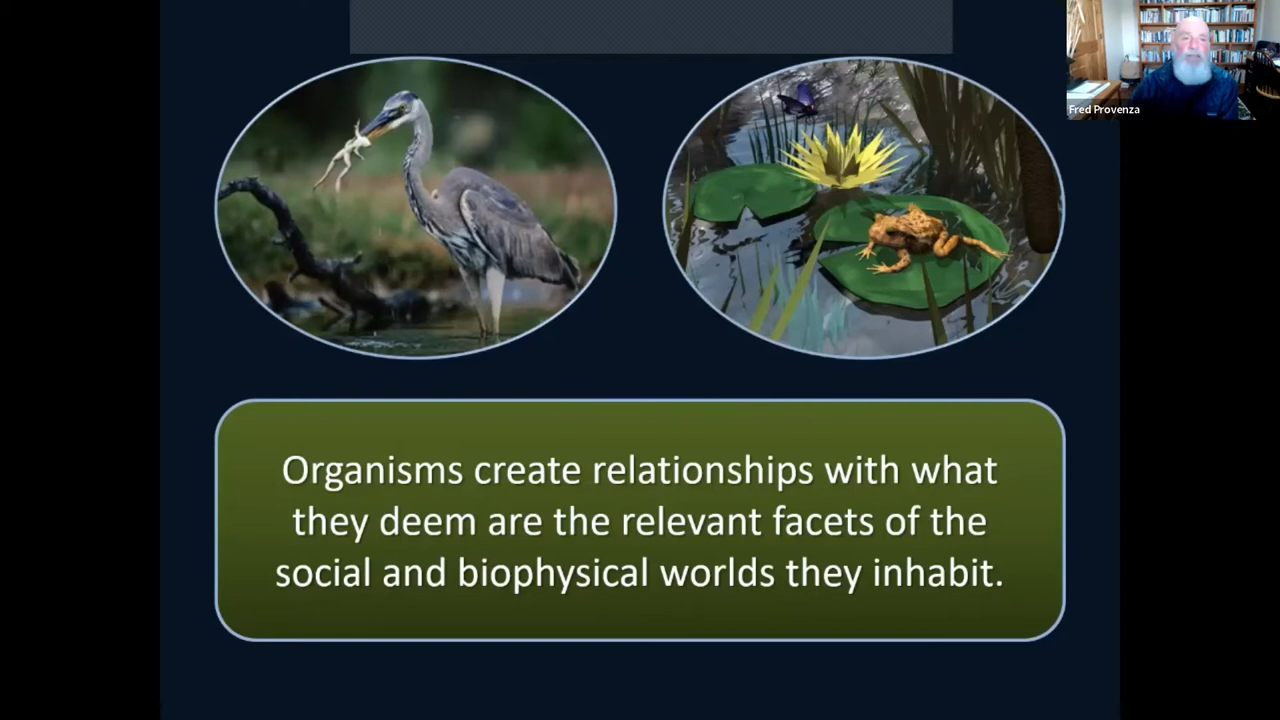 Fred Provenza
Organisms create relationships with what
they deem are the relevant facets of the
social and biophysical worlds they inhabit.